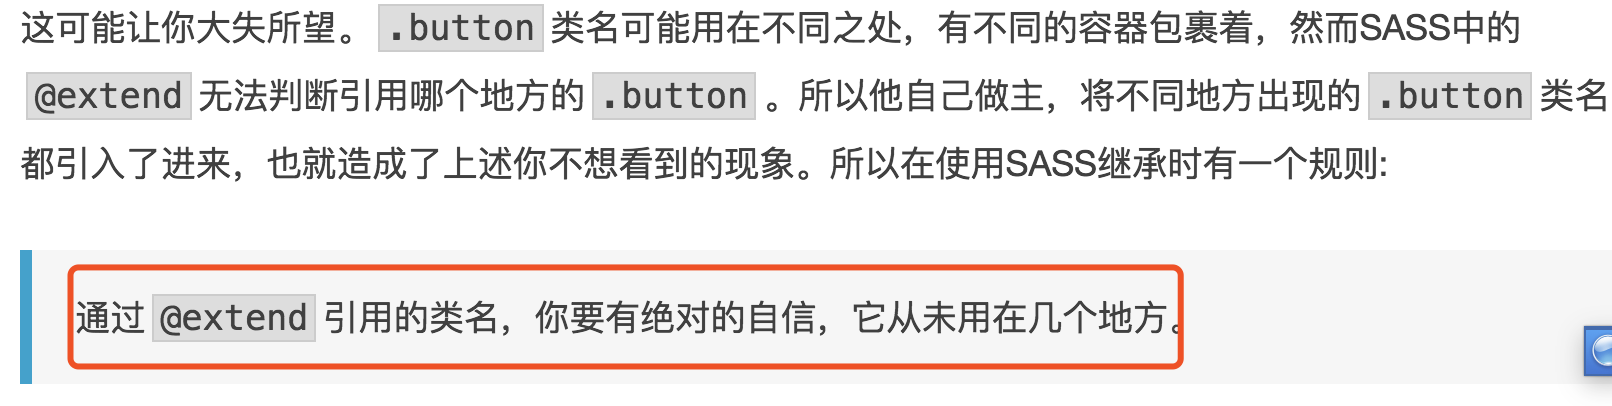 这可能让你大失所望。 .button 类名可能用在不同之处，有不同的容器包裹着，然而SASS中的
@extend 无法判断引用哪个地方的 .button 。所以他自己做主，将不同地方出现的 .button 类名
都引入了进来，也就造成了上述你不想看到的现象。所以在使用SASS继承时有一个规则:
通过 @extend 引用的类名，你要有绝对的自信，它从未用在几个地方。